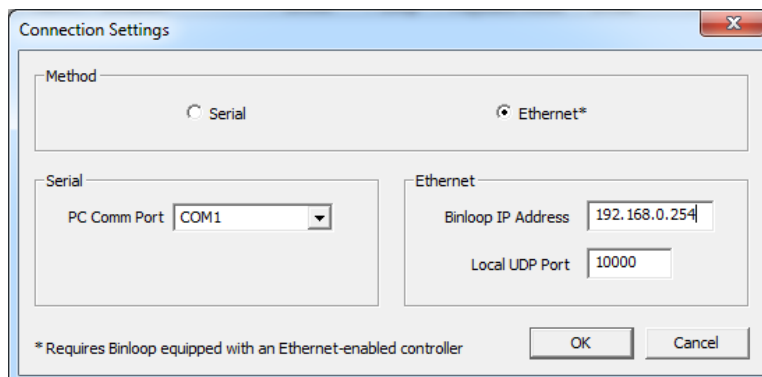 Connection Settings
Method
Serial
Ethernet*
Serial
PC Comm Port COM1
Ethernet
Binloop IP Address 192.168.0.254
Local UDP Port 10000
* Requires Binloop equipped with an Ethernet-enabled controller
OK
Cancel